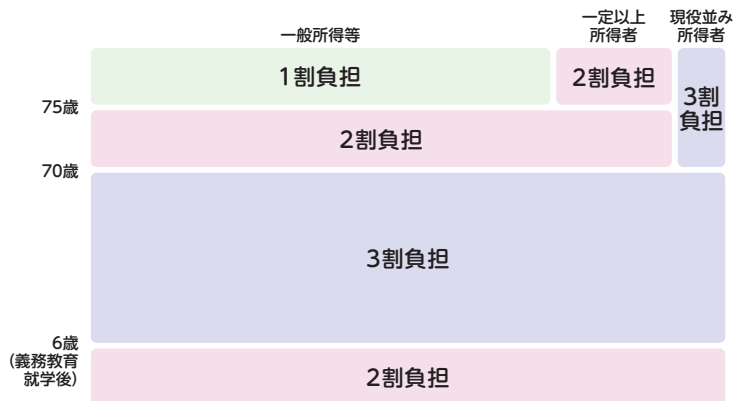 一般所得等
一定以上
所得者
現役並み
所得者
1割負担
2割負担
3割
負担
75歳
2割負担
70歳
3割負担
6歳
(義務教育
就学後)
2割負担